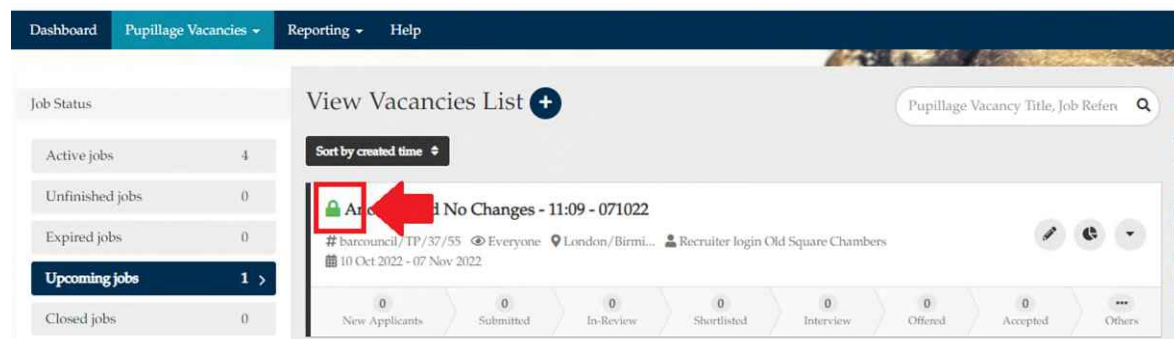 Dashboard Pupillage Vacancies Reporting Help
Job Status
View Vacancies List
Pupillage Vacancy Title, Job Refer
Sort by created time
Active jobs 4
Unfinished jobs 0
Expired jobs 0
Upcoming jobs 1 >
Closed jobs 0
No Changes - 11:09 - 071022
# barcouncil/TP/37/55 Everyone London/Birmi... Recruiter login Old Square Chambers
10 Oct 2022 - 07 Nov 2022
0 0 0 0 0 0 0 •••
New Applicants Submitted In-Review Shortlisted Interview Offered Accepted Others